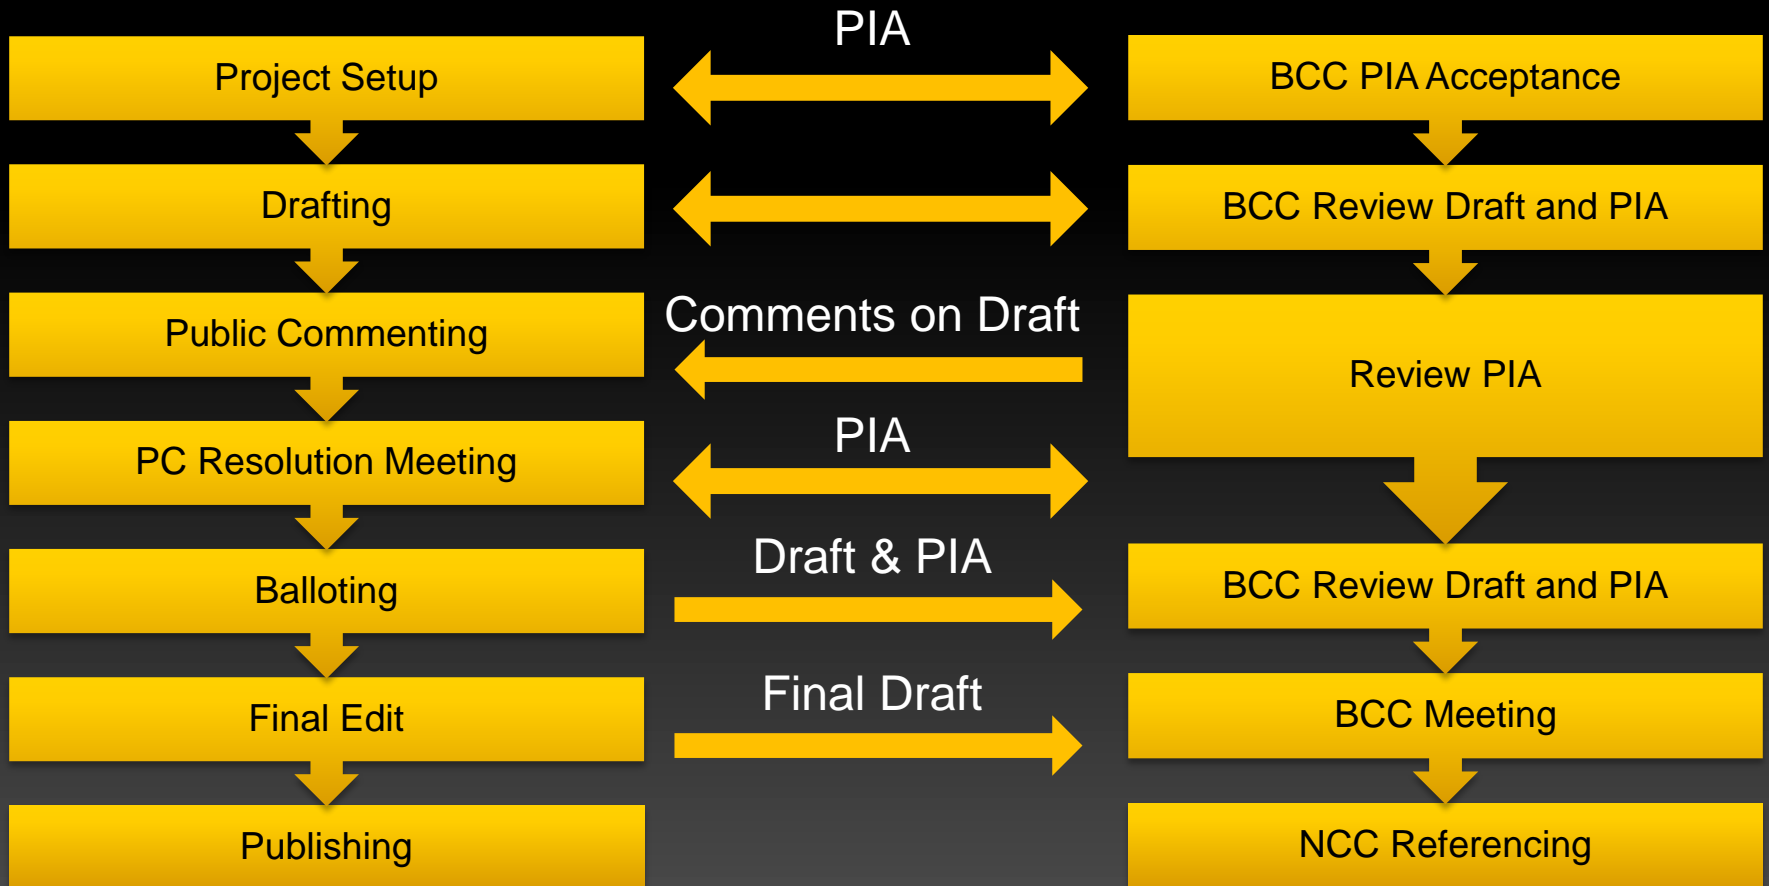 PIA
Project Setup
BCC PIA Acceptance
Drafting
BCC Review Draft and PIA
Comments on Draft
Public Commenting
Review PIA
PIA
PC Resolution Meeting
Draft & PIA
Balloting
BCC Review Draft and PIA
Final Draft
Final Edit
BCC Meeting
Publishing
NCC Referencing